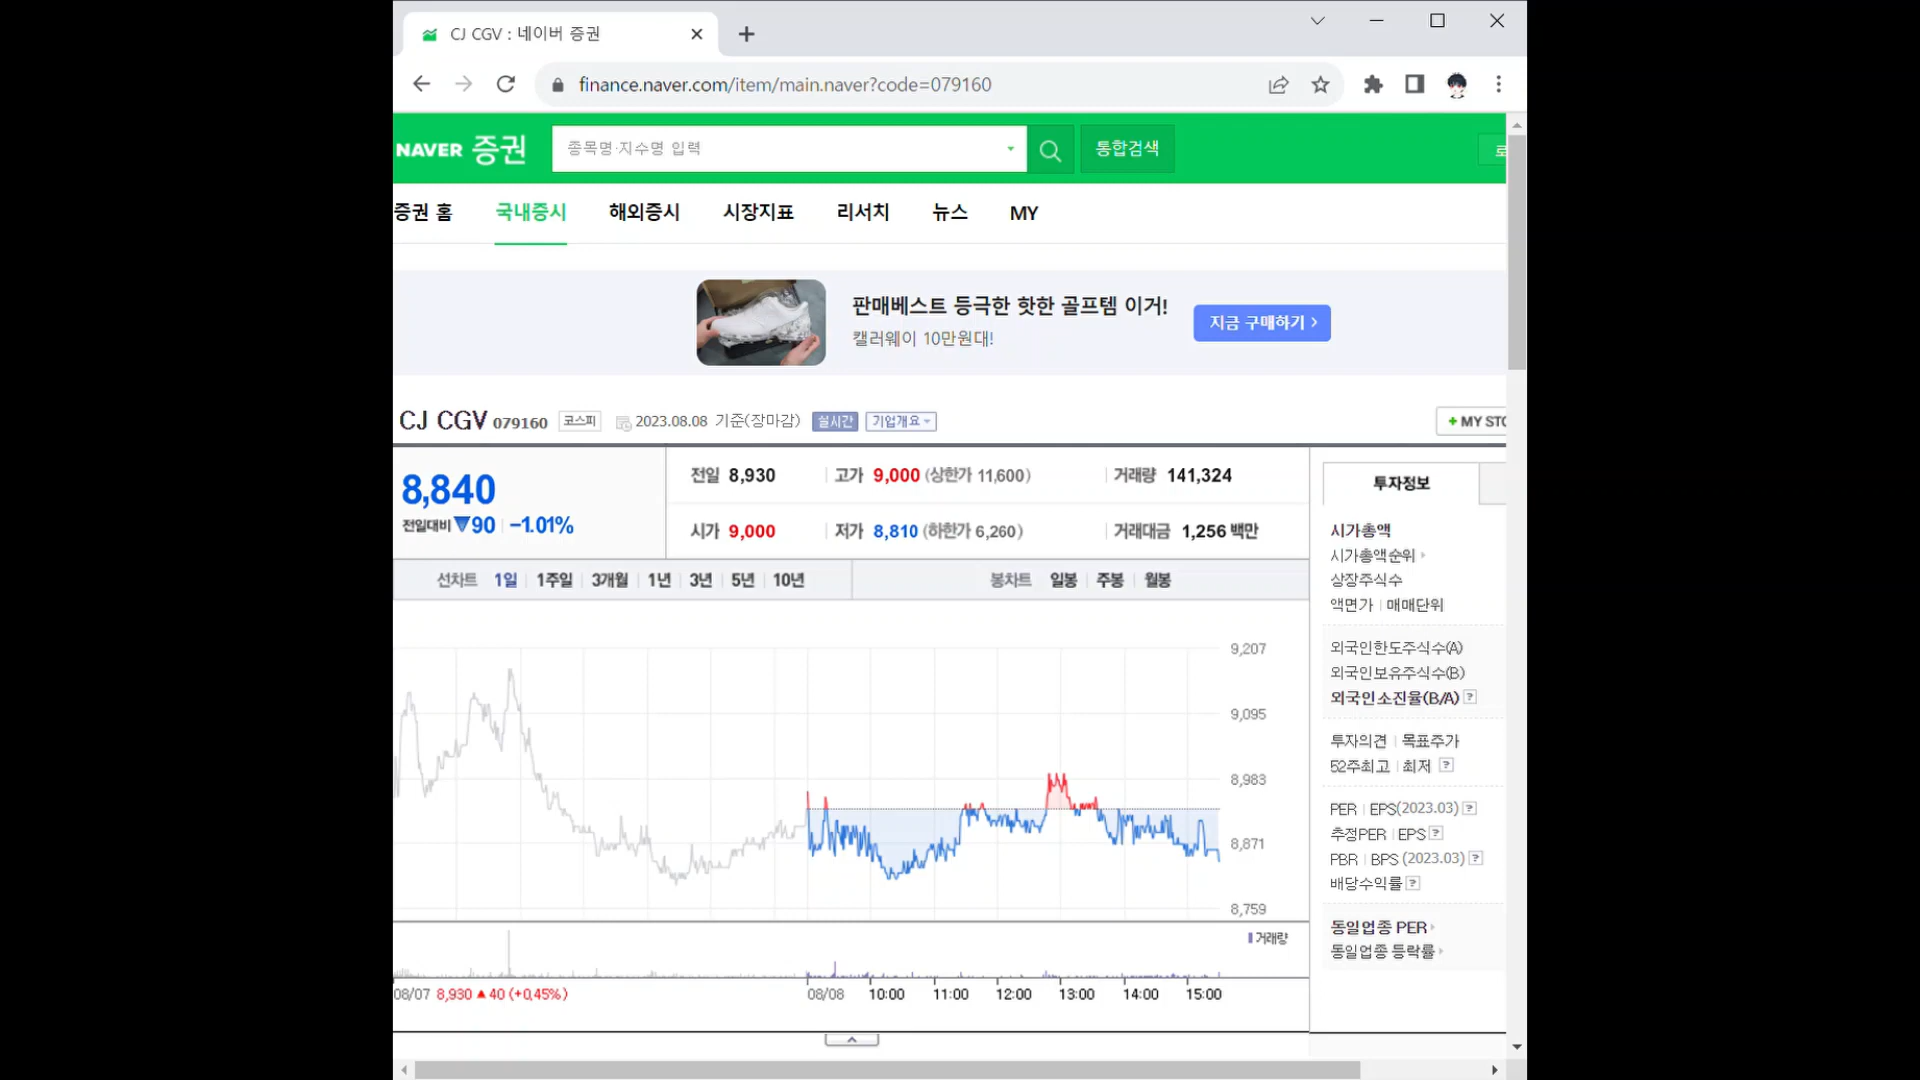 CJ CGV : 네이버 증권
finance.naver.com/item/main.naver?code=079160
NAVER 증권
종목명·지수명 입력
통합검색
로
증권 홈 국내증시 해외증시 시장지표 리서치 뉴스 MY
판매베스트 등극한 핫한 골프템 이거!
캘러웨이 10만원대!
지금 구매하기 >
CJ CGV 079160 코스피 2023.08.08 기준(장마감) 실시간 기업개요
+ MY STO
8,840
전일대비 ▼90 | -1.01%
전일 8,930 고가 9,000 (상한가 11,600) 거래량 141,324
시가 9,000 저가 8,810 (하한가 6,260) 거래대금 1,256 백만
선차트 1일 1주일 3개월 1년 3년 5년 10년
봉차트 일봉 주봉 월봉
9,207
9,095
8,983
8,871
8,759
거래량
08/07 8,930 ▲40 (+0.45%)
08/08 10:00 11:00 12:00 13:00 14:00 15:00
투자정보
시가총액
시가총액순위
상장주식수
액면가 | 매매단위
외국인한도주식수(A)
외국인보유주식수(B)
외국인소진율(B/A) ?
투자의견 | 목표주가
52주최고 | 최저 ?
PER | EPS(2023.03) ?
추정PER | EPS ?
PBR | BPS (2023.03) ?
배당수익률 ?
동일업종 PER
동일업종 등락률